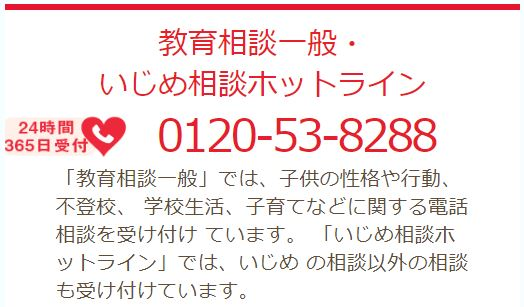 教育相談一般・
いじめ相談ホットライン
24時間
365日受付
0120-53-8288
「教育相談一般」では、子供の性格や行動、
不登校、 学校生活、子育てなどに関する電話
相談を受け付け ています。 「いじめ相談ホ
ットライン」では、いじめ の相談以外の相談
も受け付けています。